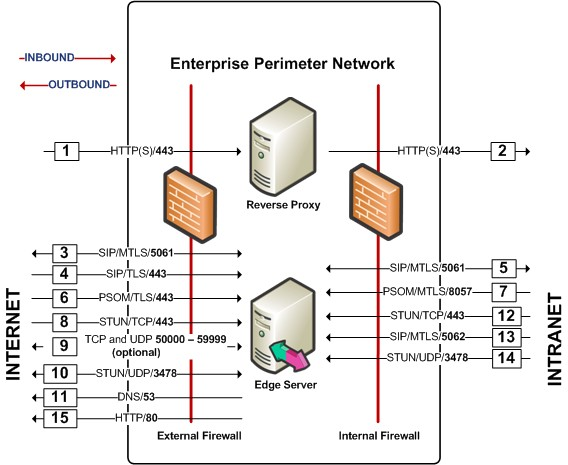 INBOUND
OUTBOUND
Enterprise Perimeter Network
1 HTTP(S)/443
HTTP(S)/443 2
Reverse Proxy
3 SIP/MTLS/5061
4 SIP/TLS/443
SIP/MTLS/5061 5
6 PSOM/TLS/443
PSOM/MTLS/8057 7
8 STUN/TCP/443
STUN/TCP/443 12
9 TCP and UDP 50000 – 59999
(optional)
SIP/MTLS/5062 13
STUN/UDP/3478 14
10 STUN/UDP/3478
Edge Server
11 DNS/53
15 HTTP/80
INTERNET
INTRANET
External Firewall
Internal Firewall